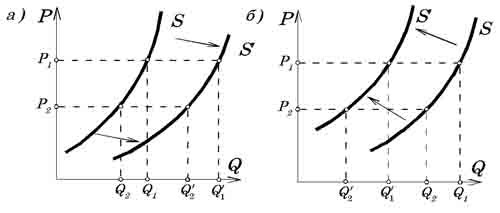 а) P S S′
P₁
P₂
Q
Q₂ Q₁ Q′₂ Q′₁
б) P S′ S
P₁
P₂
Q
Q′₂ Q′₁ Q₂ Q₁